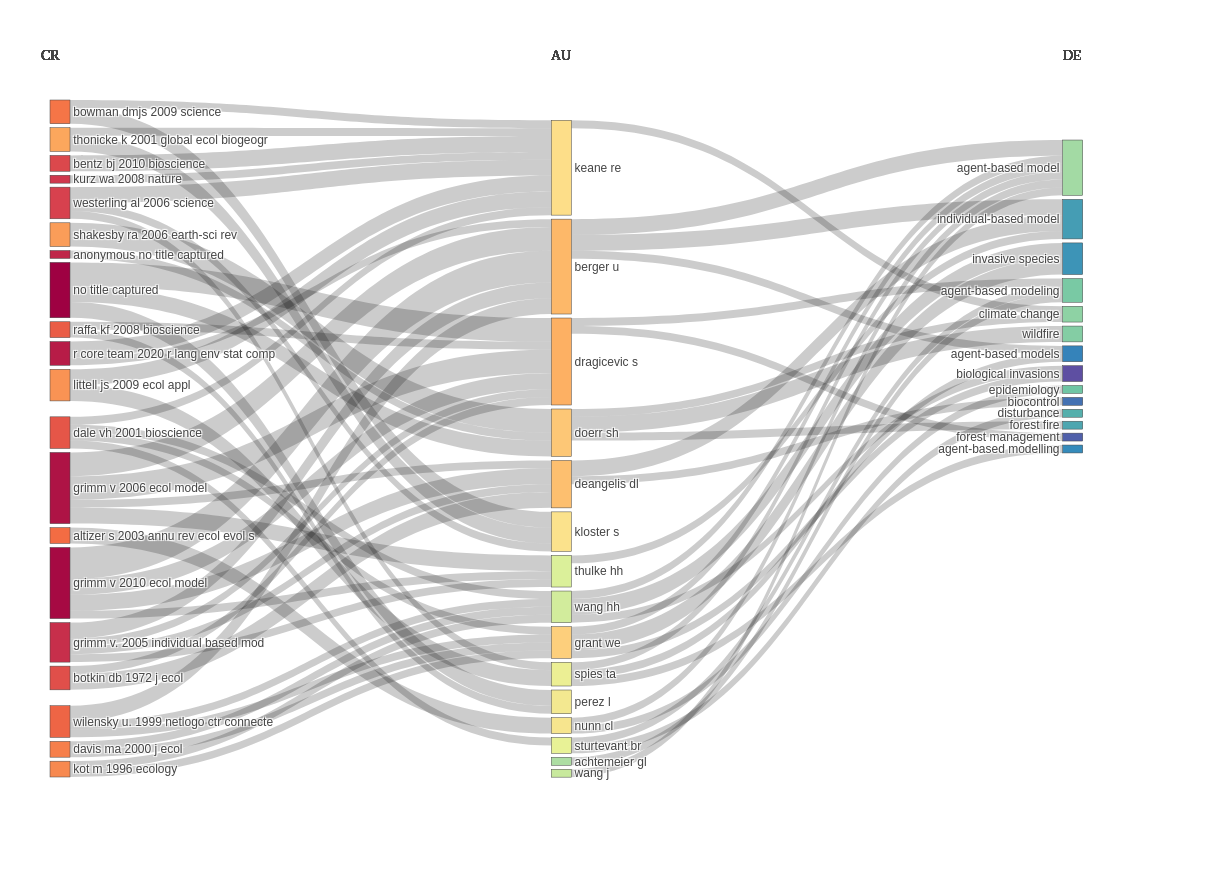 CR
AU
DE
bowman dmjs 2009 science
thonicke k 2001 global ecol biogeogr
bentz bj 2010 bioscience
kurz wa 2008 nature
westerling al 2006 science
shakesby ra 2006 earth-sci rev
anonymous no title captured
no title captured
raffa kf 2008 bioscience
r core team 2020 r lang env stat comp
littell js 2009 ecol appl
dale vh 2001 bioscience
grimm v 2006 ecol model
altizer s 2003 annu rev ecol evol s
grimm v 2010 ecol model
grimm v. 2005 individual based mod
botkin db 1972 j ecol
wilensky u. 1999 netlogo ctr connecte
davis ma 2000 j ecol
kot m 1996 ecology
keane re
berger u
dragicevic s
doerr sh
deangelis dl
kloster s
thulke hh
wang hh
grant we
spies ta
perez l
nunn cl
sturtevant br
achtemeier gl
wang j
agent-based model
individual-based model
invasive species
agent-based modeling
climate change
wildfire
agent-based models
biological invasions
epidemiology
biocontrol
disturbance
forest fire
forest management
agent-based modelling